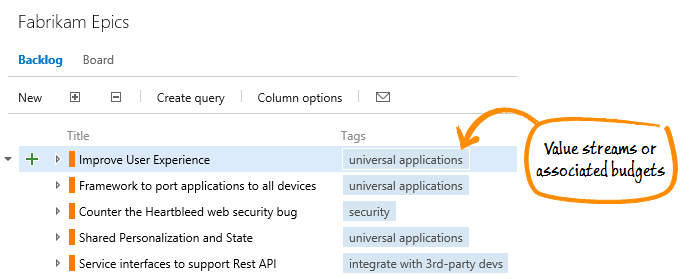 Fabrikam Epics
Backlog Board
New Create query Column options
Title Tags
Improve User Experience universal applications
Framework to port applications to all devices universal applications
Counter the Heartbleed web security bug security
Shared Personalization and State universal applications
Service interfaces to support Rest API integrate with 3rd-party devs
Value streams or
associated budgets